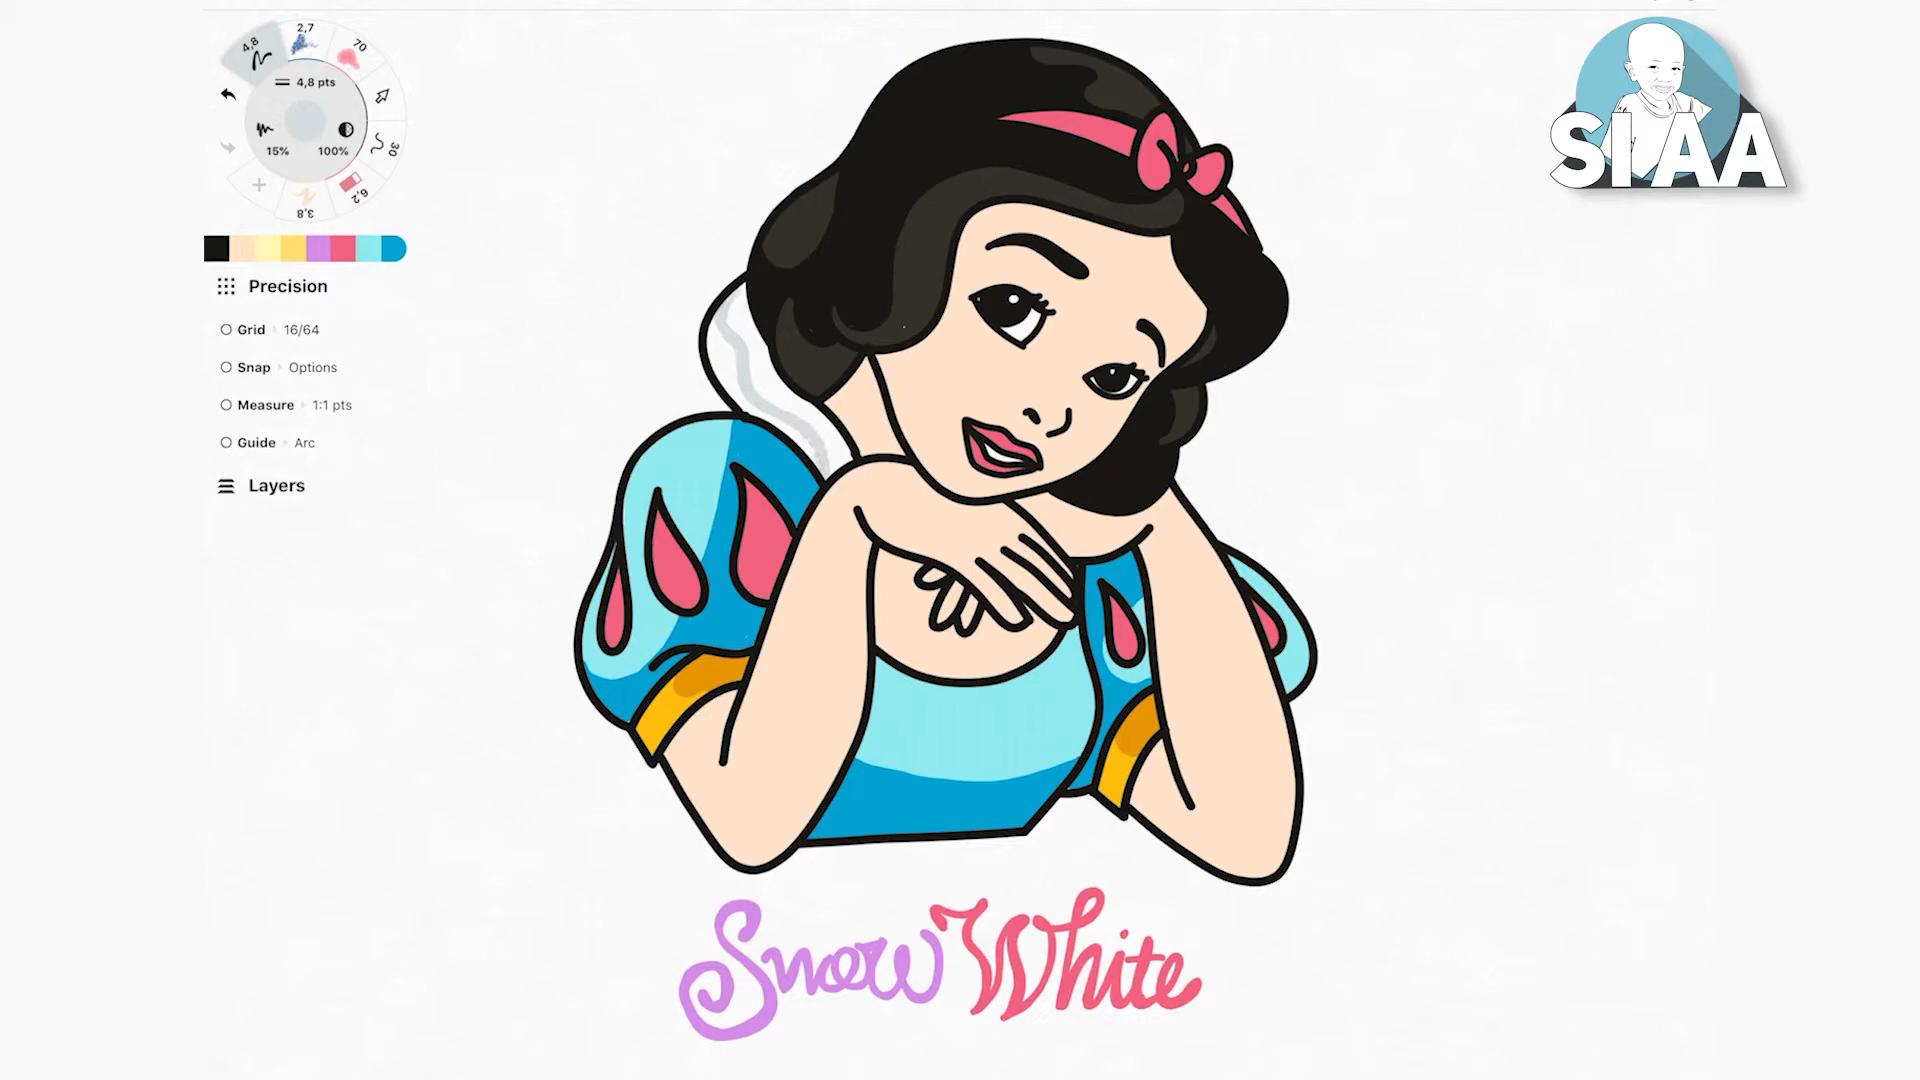 4,8
2,7
70
4,8 pts
30
15% 100%
6,2
3,8
Precision
Grid 16/64
Snap Options
Measure 1:1 pts
Guide Arc
Layers
SIAA
Snow White